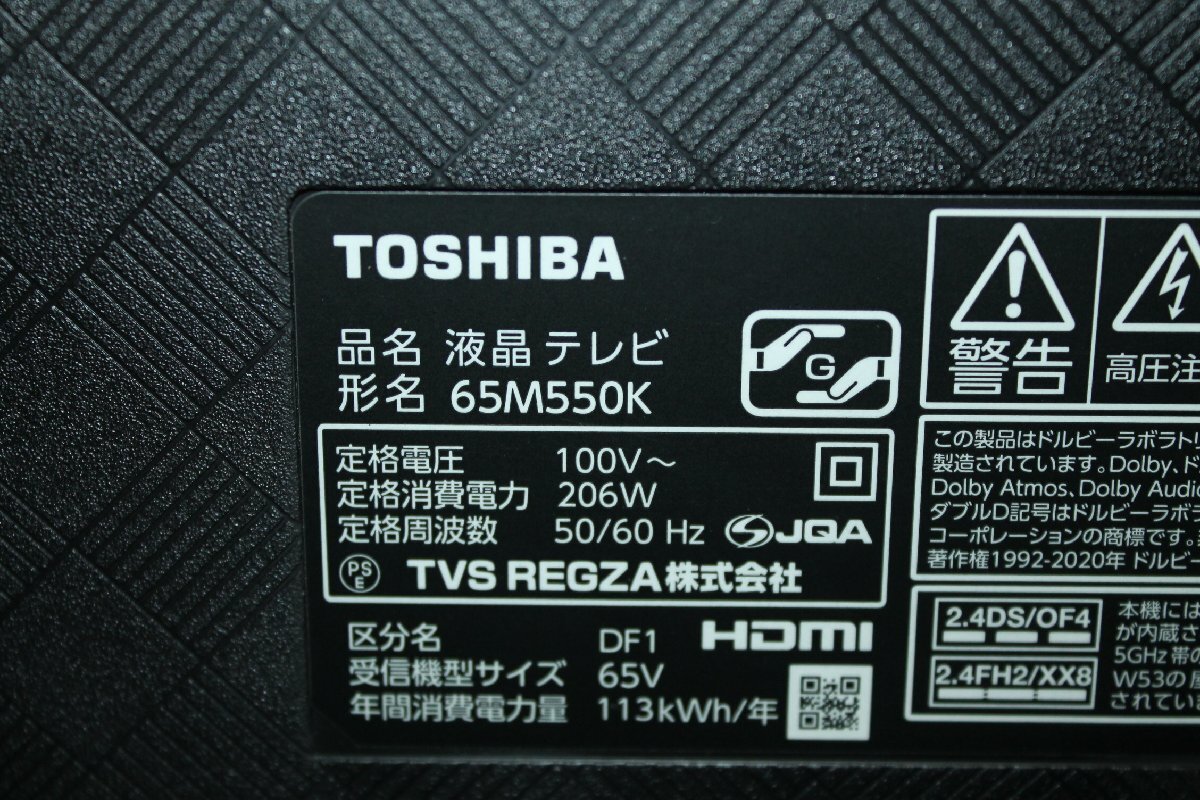 TOSHIBA
品名 液晶 テレビ
形名 65M550K
G
定格電圧 100V～
定格消費電力 206W
定格周波数 50/60 Hz JQA
PSE TVS REGZA株式会社
区分名 DF1 HDMI
受信機型サイズ 65V
年間消費電力量 113kWh/年
警告
高圧注
この製品はドルビーラボラトリ
製造されています。Dolby、ド
Dolby Atmos、Dolby Audio
ダブルD記号はドルビーラボラ
コーポレーションの商標です。
著作権1992-2020年 ドルビー
2.4DS/OF4
2.4FH2/XX8
本機には
が内蔵さ
5GHz 帯の
W53の
されてい